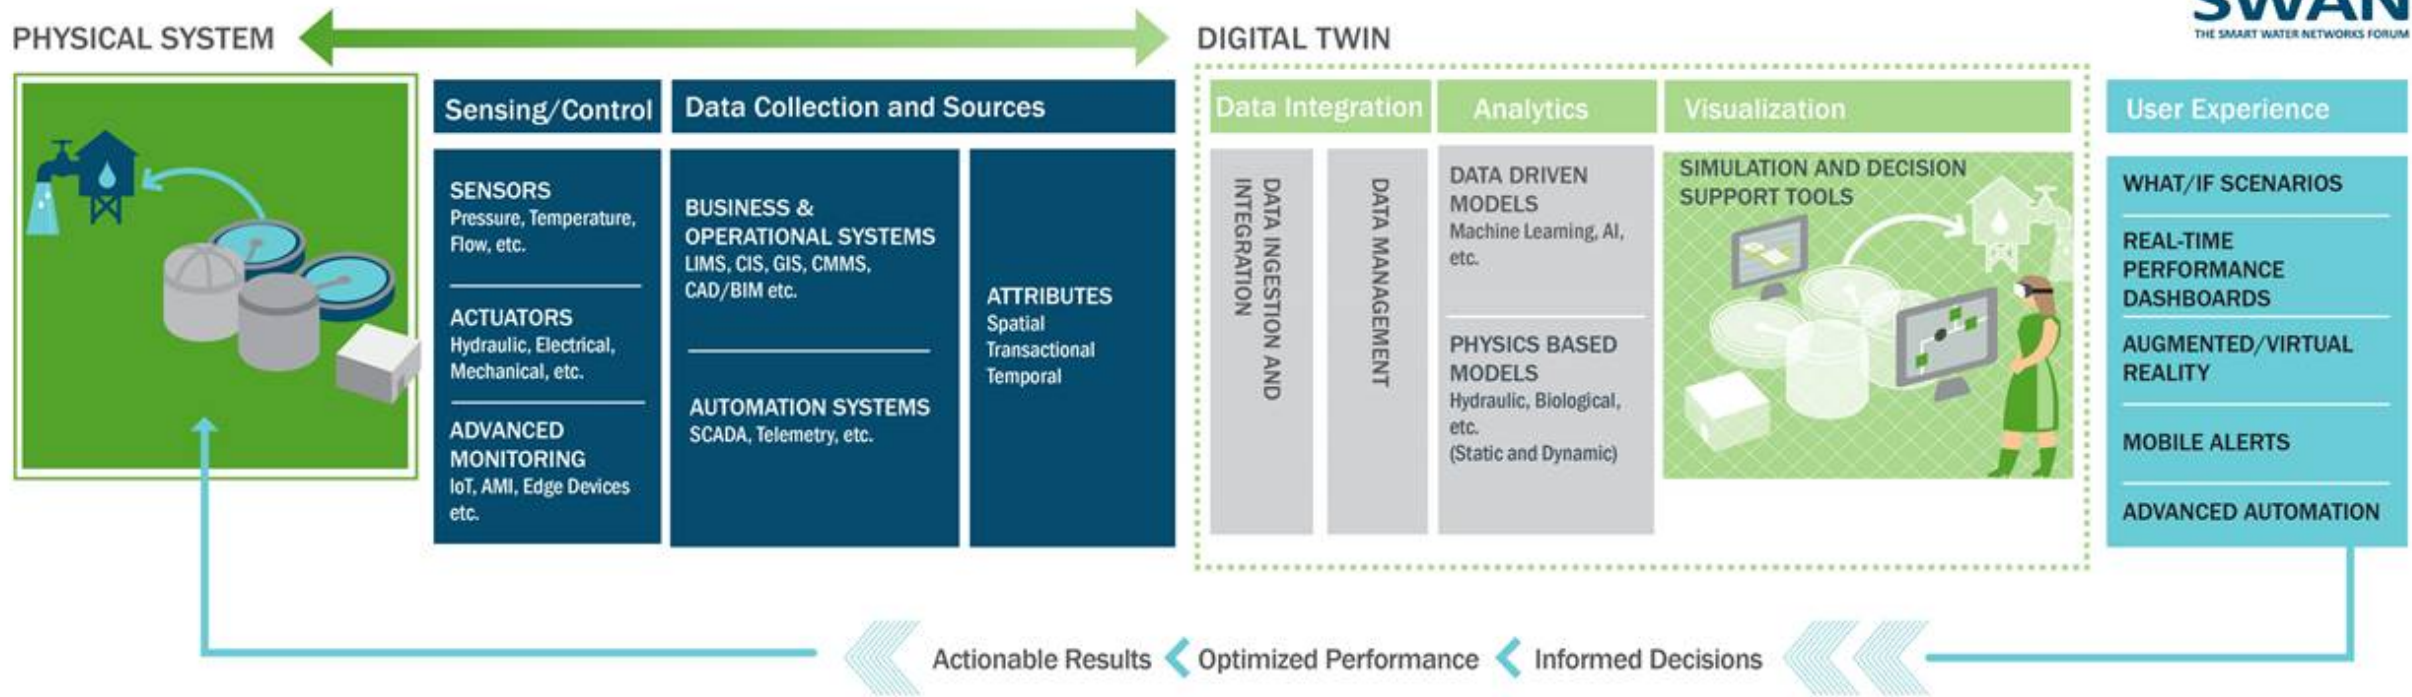 SWAN
THE SMART WATER NETWORKS FORUM
PHYSICAL SYSTEM
DIGITAL TWIN
Sensing/Control
Data Collection and Sources
Data Integration
Analytics
Visualization
User Experience
SENSORS
Pressure, Temperature,
Flow, etc.
ACTUATORS
Hydraulic, Electrical,
Mechanical, etc.
ADVANCED
MONITORING
IoT, AMI, Edge Devices
etc.
BUSINESS &
OPERATIONAL SYSTEMS
LIMS, CIS, GIS, CMMS,
CAD/BIM etc.
AUTOMATION SYSTEMS
SCADA, Telemetry, etc.
ATTRIBUTES
Spatial
Transactional
Temporal
DATA INGESTION AND
INTEGRATION
DATA MANAGEMENT
DATA DRIVEN
MODELS
Machine Learning, AI,
etc.
PHYSICS BASED
MODELS
Hydraulic, Biological,
etc.
(Static and Dynamic)
SIMULATION AND DECISION
SUPPORT TOOLS
WHAT/IF SCENARIOS
REAL-TIME
PERFORMANCE
DASHBOARDS
AUGMENTED/VIRTUAL
REALITY
MOBILE ALERTS
ADVANCED AUTOMATION
Actionable Results
Optimized Performance
Informed Decisions